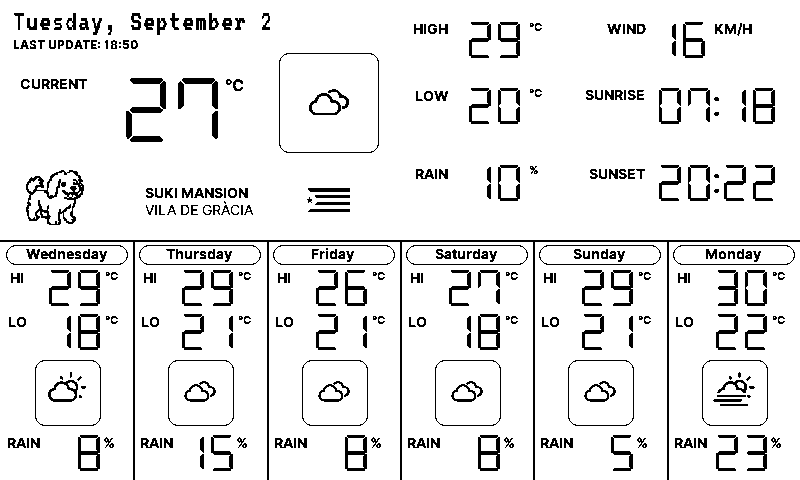 Tuesday, September 2
LAST UPDATE: 18:50
CURRENT 27 °C
SUKI MANSION
VILA DE GRÀCIA
HIGH 29 °C
LOW 20 °C
RAIN 10 %
WIND 16 KM/H
SUNRISE 07:18
SUNSET 20:22
Wednesday
HI 29 °C
LO 18 °C
RAIN 8 %
Thursday
HI 29 °C
LO 21 °C
RAIN 15 %
Friday
HI 26 °C
LO 21 °C
RAIN 8 %
Saturday
HI 27 °C
LO 18 °C
RAIN 8 %
Sunday
HI 29 °C
LO 21 °C
RAIN 5 %
Monday
HI 30 °C
LO 22 °C
RAIN 23 %